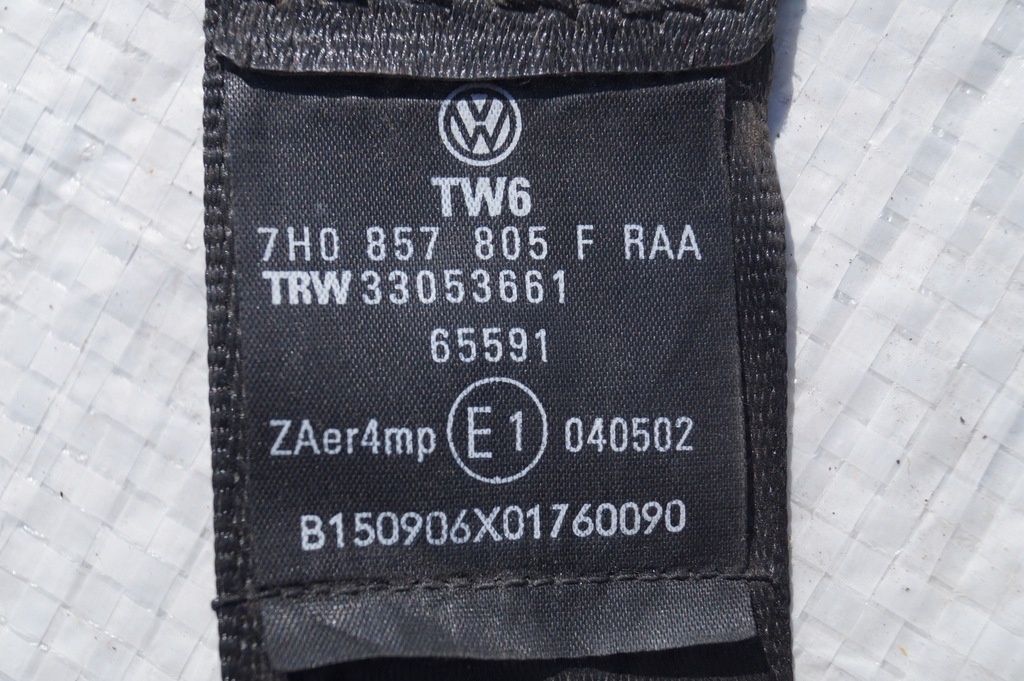 TW6
7H0 857 805 F RAA
TRW 33053661
65591
ZAer4mp E1 040502
B150906X01760090